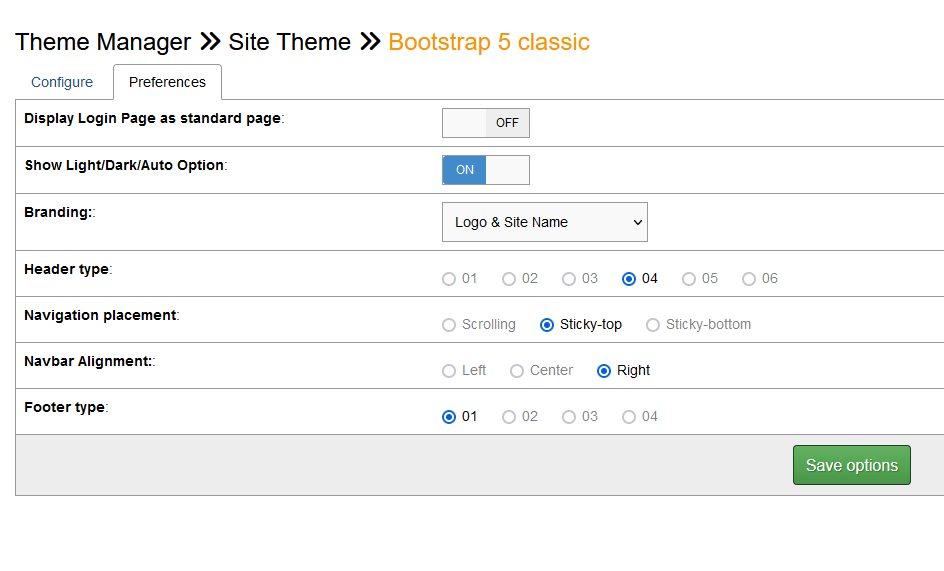 Theme Manager » Site Theme » Bootstrap 5 classic
Configure Preferences
Display Login Page as standard page: OFF
Show Light/Dark/Auto Option: ON
Branding:: Logo & Site Name
Header type: 01 02 03 04 05 06
Navigation placement: Scrolling Sticky-top Sticky-bottom
Navbar Alignment:: Left Center Right
Footer type: 01 02 03 04
Save options